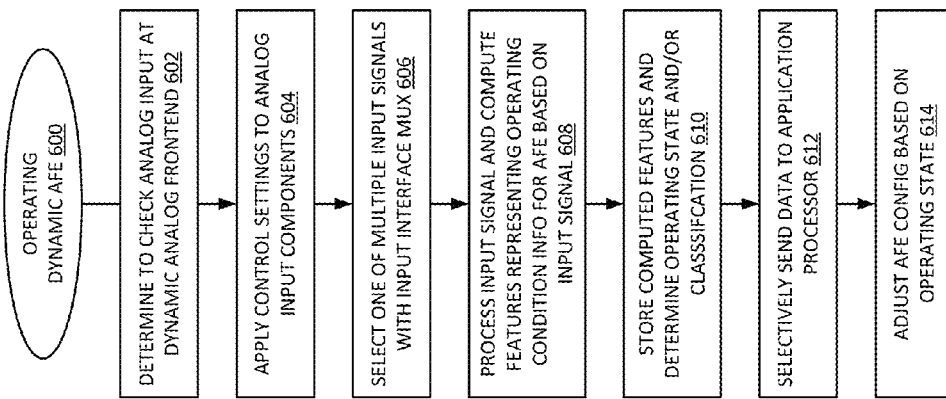 OPERATING
DYNAMIC AFE 600
DETERMINE TO CHECK ANALOG INPUT AT
DYNAMIC ANALOG FRONTEND 602
APPLY CONTROL SETTINGS TO ANALOG
INPUT COMPONENTS 604
SELECT ONE OF MULTIPLE INPUT SIGNALS
WITH INPUT INTERFACE MUX 606
PROCESS INPUT SIGNAL AND COMPUTE
FEATURES REPRESENTING OPERATING
CONDITION INFO FOR AFE BASED ON
INPUT SIGNAL 608
STORE COMPUTED FEATURES AND
DETERMINE OPERATING STATE AND/OR
CLASSSIFCATION 610
SELECTIVELY SEND DATA TO APPLICATION
PROCESSOR 612
ADJUST AFE CONFIG BASED ON
OPERATING STATE 614